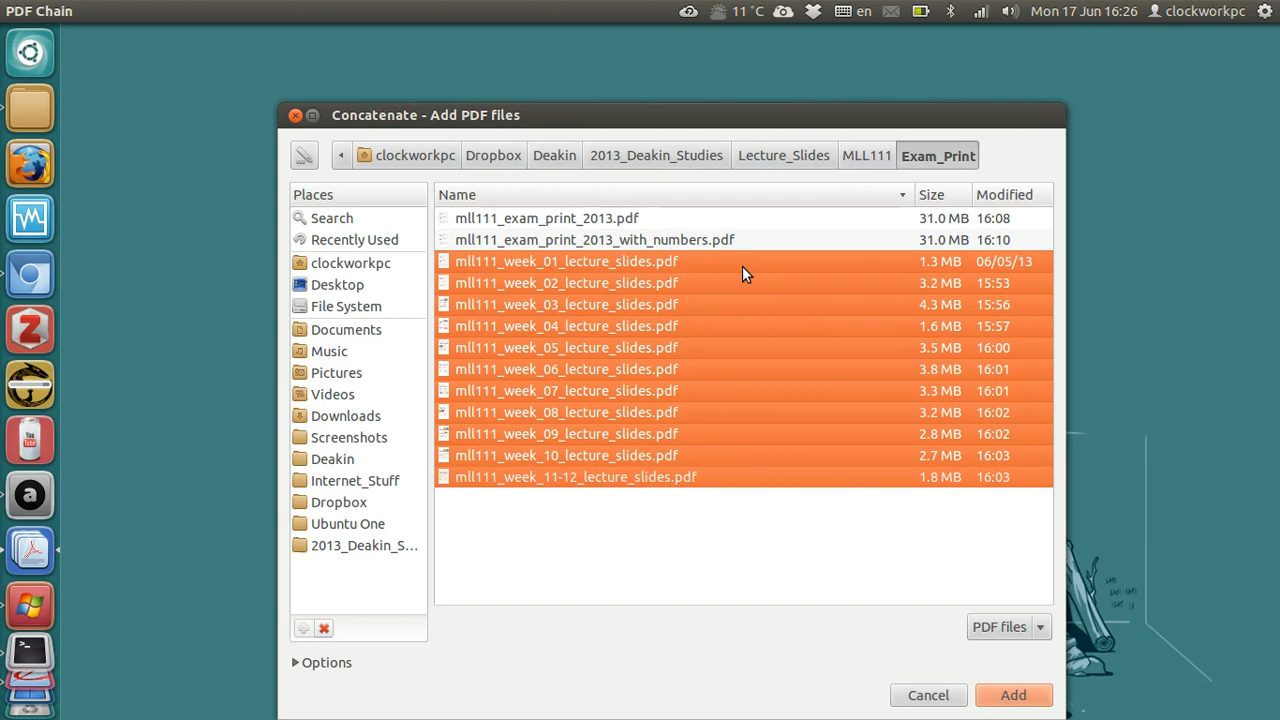 PDF Chain
11 °C
en
Mon 17 Jun 16:26
clockworkpc
Concatenate - Add PDF files
clockworkpc
Dropbox
Deakin
2013_Deakin_Studies
Lecture_Slides
MLL111
Exam_Print
Places
Search
Recently Used
clockworkpc
Desktop
File System
Documents
Music
Pictures
Videos
Downloads
Screenshots
Deakin
Internet_Stuff
Dropbox
Ubuntu One
2013_Deakin_S...
Name Size Modified
mll111_exam_print_2013.pdf 31.0 MB 16:08
mll111_exam_print_2013_with_numbers.pdf 31.0 MB 16:10
mll111_week_01_lecture_slides.pdf 1.3 MB 06/05/13
mll111_week_02_lecture_slides.pdf 3.2 MB 15:53
mll111_week_03_lecture_slides.pdf 4.3 MB 15:56
mll111_week_04_lecture_slides.pdf 1.6 MB 15:57
mll111_week_05_lecture_slides.pdf 3.5 MB 16:00
mll111_week_06_lecture_slides.pdf 3.8 MB 16:01
mll111_week_07_lecture_slides.pdf 3.3 MB 16:01
mll111_week_08_lecture_slides.pdf 3.2 MB 16:02
mll111_week_09_lecture_slides.pdf 2.8 MB 16:02
mll111_week_10_lecture_slides.pdf 2.7 MB 16:03
mll111_week_11-12_lecture_slides.pdf 1.8 MB 16:03
PDF files
Options
Cancel
Add
Z
You
Tube
a